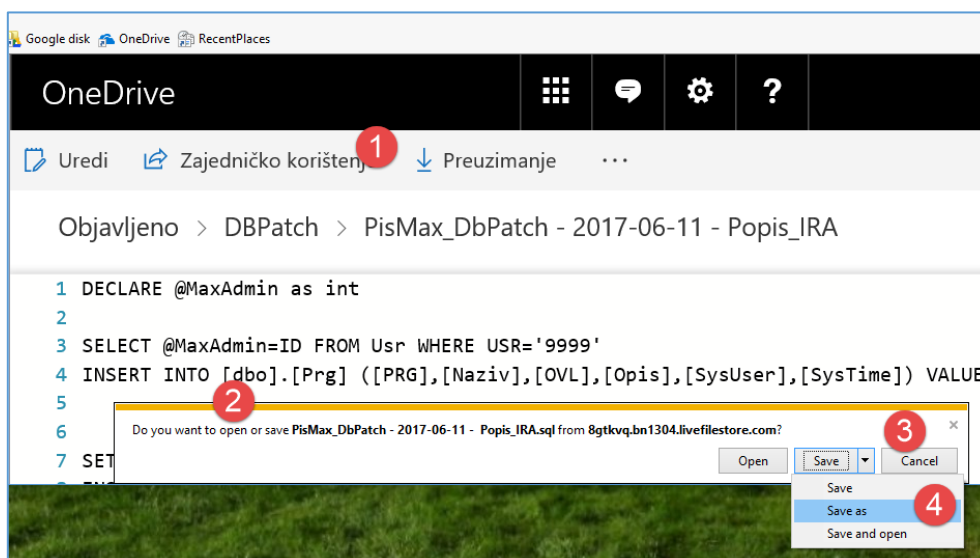 Google disk OneDrive RecentPlaces
OneDrive ?
Uredi Zajedničko 1 Preuzimanje ...
Objavljeno > DBPatch > PisMax_DbPatch - 2017-06-11 - Popis_IRA
1 DECLARE @MaxAdmin as int
2
3 SELECT @MaxAdmin=ID FROM Usr WHERE USR='9999'
4 INSERT INTO [dbo].[Prg] ([PRG],[Naziv],[OVL],[Opis],[SysUser],[SysTime]) VALUE
5 2
6 Do you want to open or save PisMax_DbPatch - 2017-06-11 - Popis_IRA.sql from 8gtkvq.bn1304.livefilestore.com? 3 ×
7 SET Open Save Cancel
Save
Save as 4
Save and open